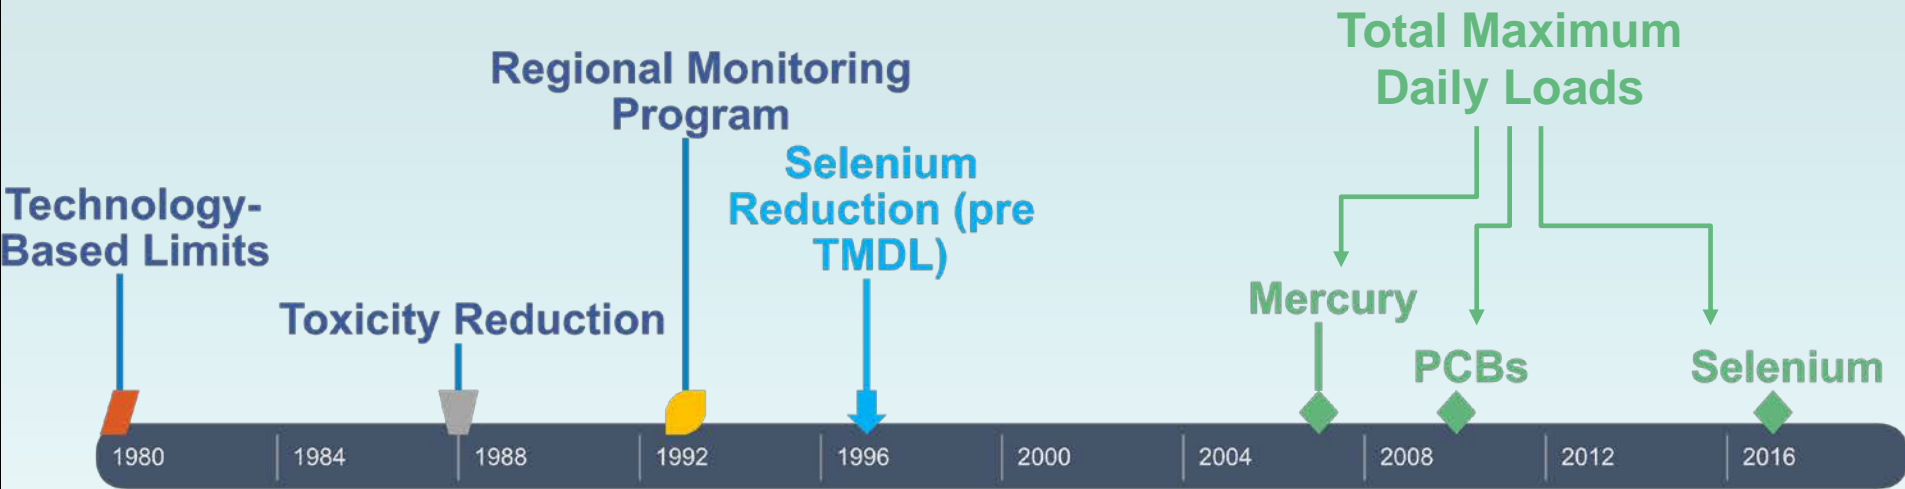 Total Maximum
Daily Loads
Regional Monitoring
Program
Selenium
Reduction (pre
TMDL)
Technology-
Based Limits
Toxicity Reduction
Mercury
PCBs
Selenium
1980 1984 1988 1992 1996 2000 2004 2008 2012 2016